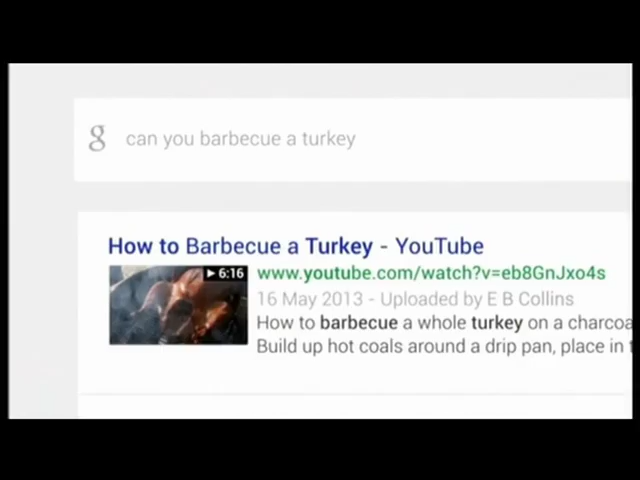 g can you barbecue a turkey
How to Barbecue a Turkey - YouTube
6:16
www.youtube.com/watch?v=eb8GnJxo4s
16 May 2013 - Uploaded by E B Collins
How to barbecue a whole turkey on a charcoa
Build up hot coals around a drip pan, place in